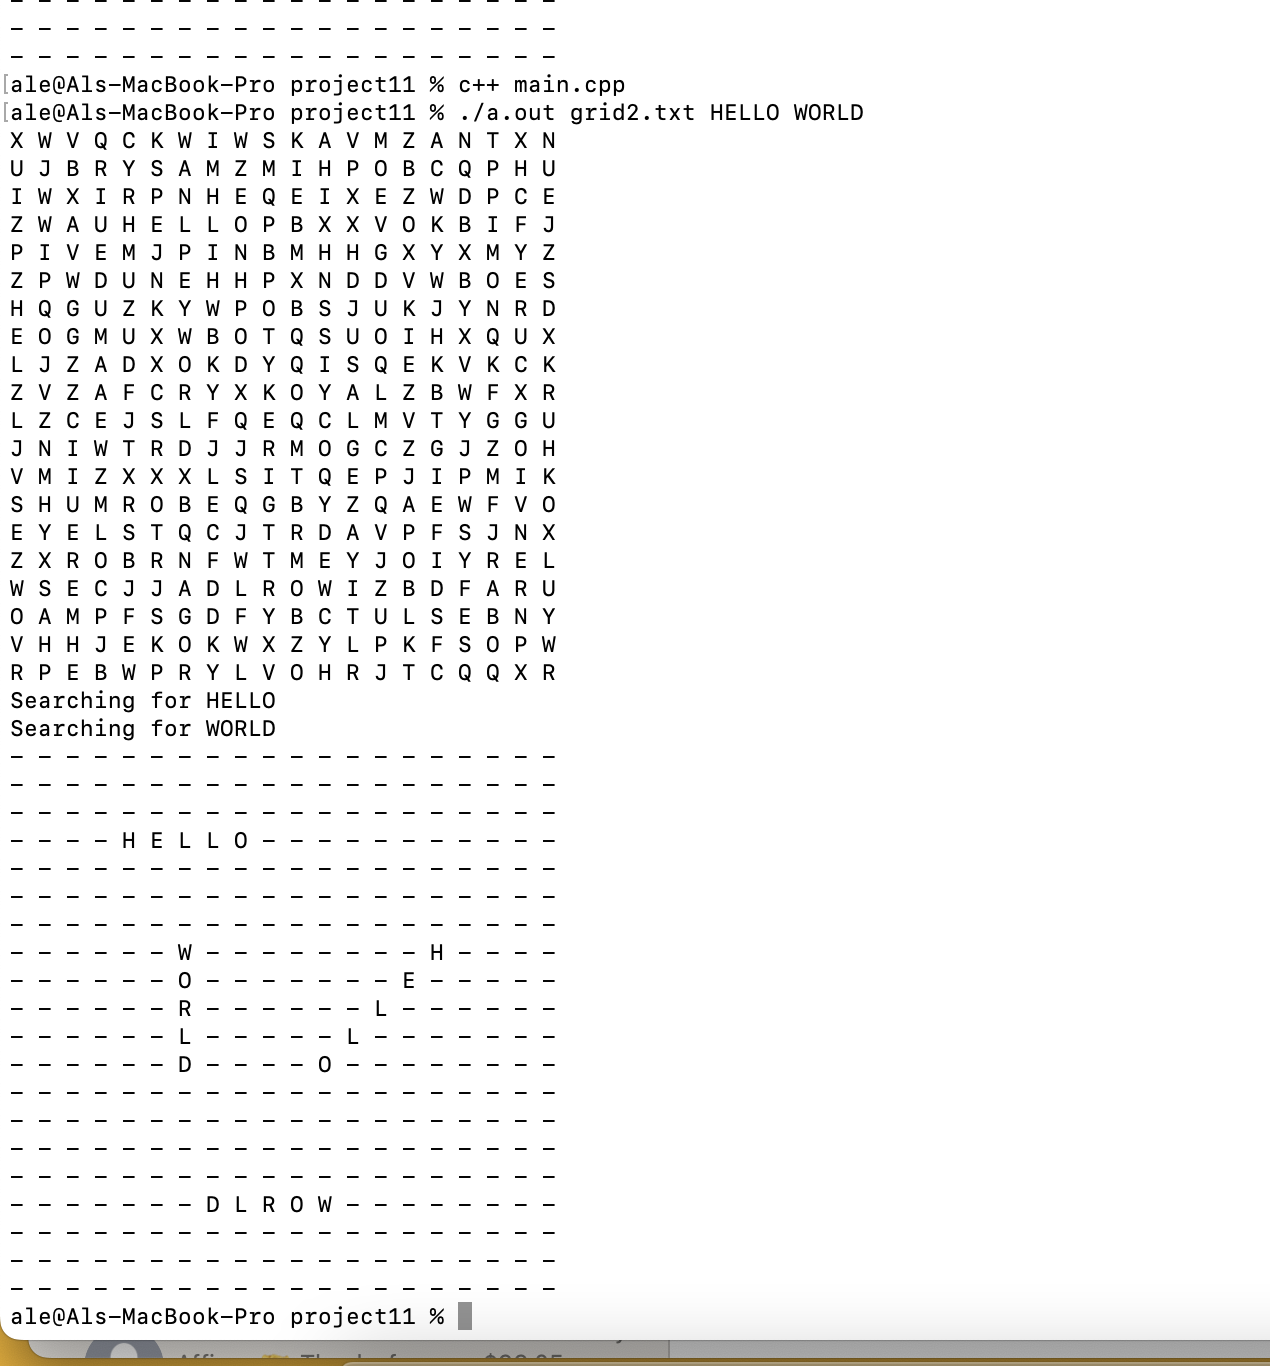 – – – – – – – – – – – – – – – – – – – –
– – – – – – – – – – – – – – – – – – – –
– – – – – – – – – – – – – – – – – – – –
[ale@Als-MacBook-Pro project11 % c++ main.cpp
[ale@Als-MacBook-Pro project11 % ./a.out grid2.txt HELLO WORLD
X W V Q C K W I W S K A V M Z A N T X N
U J B R Y S A M Z M I H P O B C Q P H U
I W X I R P N H E Q E I X E Z W D P C E
Z W A U H E L L O P B X X V O K B I F J
P I V E M J P I N B M H H G X Y X M Y Z
Z P W D U N E H H P X N D D V W B O E S
H Q G U Z K Y W P O B S J U K J Y N R D
E O G M U X W B O T Q S U O I H X Q U X
L J Z A D X O K D Y Q I S Q E K V K C K
Z V Z A F C R Y X K O Y A L Z B W F X R
L Z C E J S L F Q E Q C L M V T Y G G U
J N I W T R D J J R M O G C Z G J Z O H
V M I Z X X X L S I T Q E P J I P M I K
S H U M R O B E Q G B Y Z Q A E W F V O
E Y E L S T Q C J T R D A V P F S J N X
Z X R O B R N F W T M E Y J O I Y R E L
W S E C J J A D L R O W I Z B D F A R U
O A M P F S G D F Y B C T U L S E B N Y
V H H J E K O K W X Z Y L P K F S O P W
R P E B W P R Y L V O H R J T C Q Q X R
Searching for HELLO
Searching for WORLD
– – – – – – – – – – – – – – – – – – – –
– – – – – – – – – – – – – – – – – – – –
– – – – – – – – – – – – – – – – – – – –
– – – – H E L L O – – – – – – – – – – –
– – – – – – – – – – – – – – – – – – – –
– – – – – – – – – – – – – – – – – – – –
– – – – – – – – – – – – – – – – – – – –
– – – – – – W – – – – – – – – H – – – –
– – – – – – O – – – – – – – E – – – – –
– – – – – – R – – – – – – L – – – – – –
– – – – – – L – – – – – L – – – – – – –
– – – – – – D – – – – O – – – – – – – –
– – – – – – – – – – – – – – – – – – – –
– – – – – – – – – – – – – – – – – – – –
– – – – – – – – – – – – – – – – – – – –
– – – – – – – – – – – – – – – – – – – –
– – – – – – – D L R O W – – – – – – – –
– – – – – – – – – – – – – – – – – – – –
– – – – – – – – – – – – – – – – – – – –
– – – – – – – – – – – – – – – – – – – –
ale@Als-MacBook-Pro project11 %